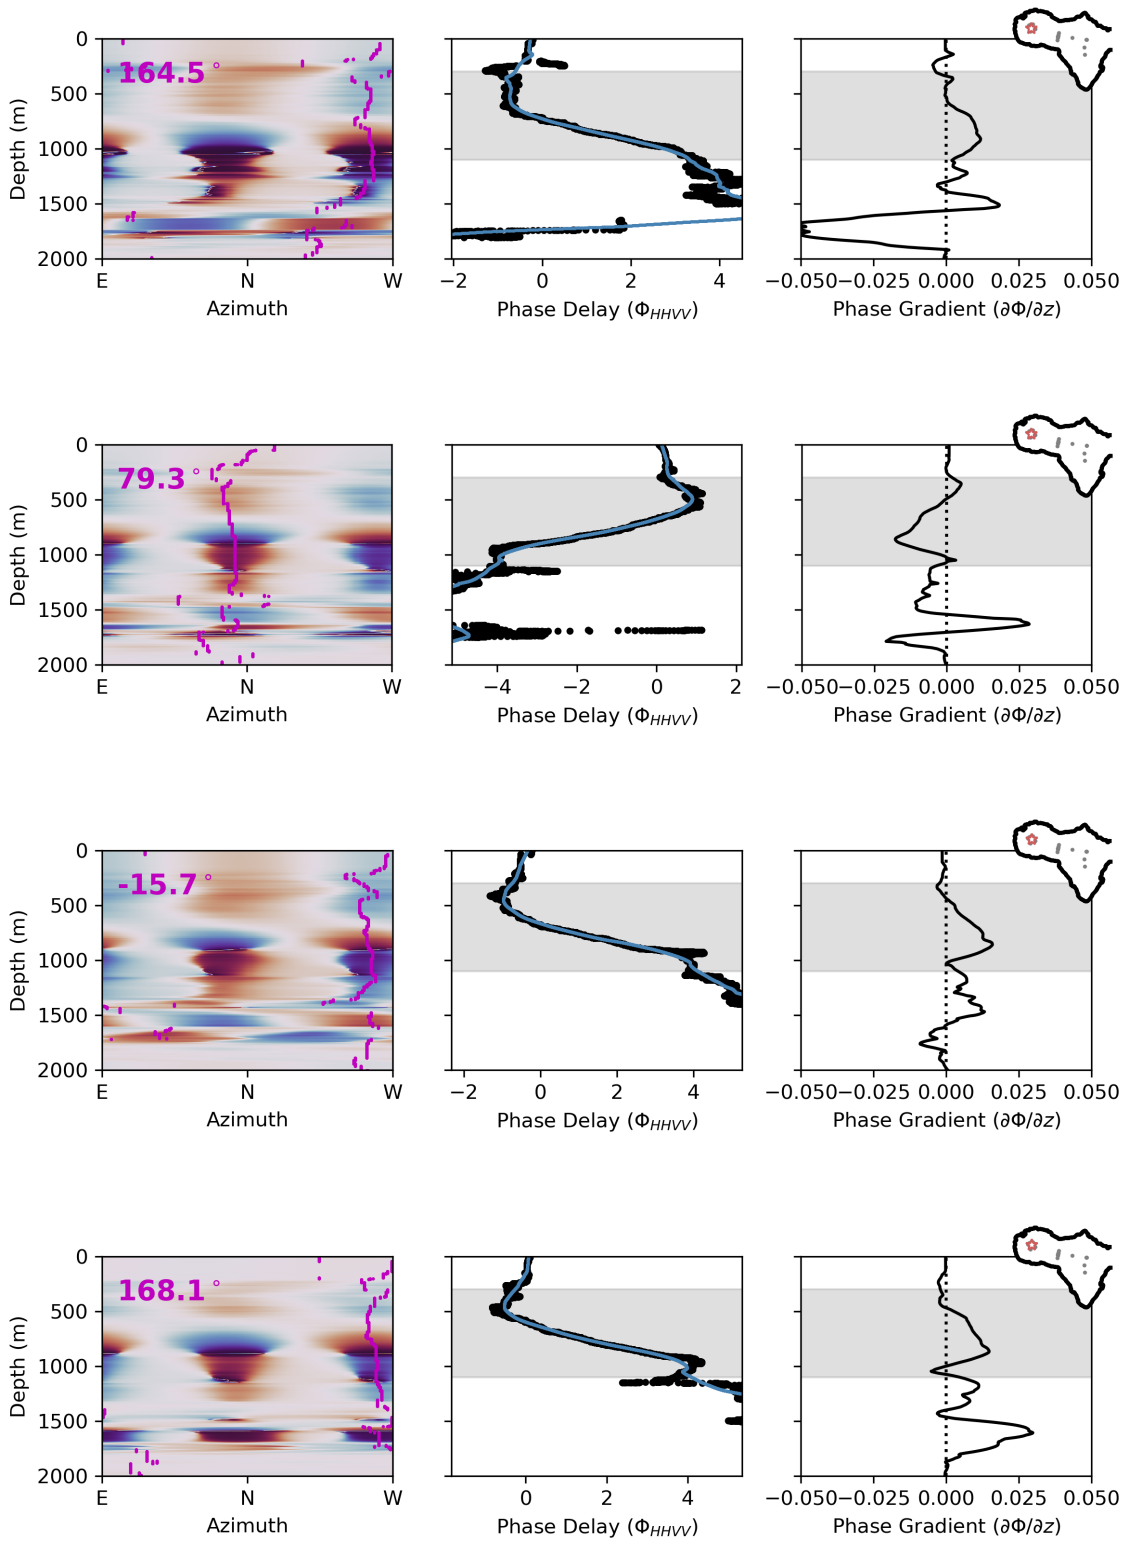 0
500
1000
1500
2000
Depth (m)
164.5°
E N W
Azimuth
−2 0 2 4
Phase Delay (Φ_HHVV)
−0.050 −0.025 0.000 0.025 0.050
Phase Gradient (∂Φ/∂z)
0
500
1000
1500
2000
Depth (m)
79.3°
E N W
Azimuth
−4 −2 0 2
Phase Delay (Φ_HHVV)
−0.050 −0.025 0.000 0.025 0.050
Phase Gradient (∂Φ/∂z)
0
500
1000
1500
2000
Depth (m)
-15.7°
E N W
Azimuth
−2 0 2 4
Phase Delay (Φ_HHVV)
−0.050 −0.025 0.000 0.025 0.050
Phase Gradient (∂Φ/∂z)
0
500
1000
1500
2000
Depth (m)
168.1°
E N W
Azimuth
0 2 4
Phase Delay (Φ_HHVV)
−0.050 −0.025 0.000 0.025 0.050
Phase Gradient (∂Φ/∂z)